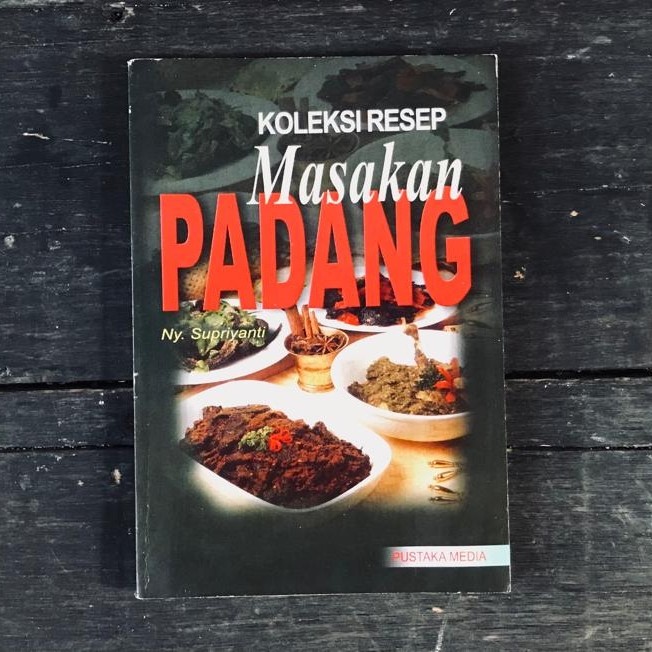 KOLEKSI RESEP
Masakan
PADANG
Ny. Supriyanti
PUSTAKA MEDIA